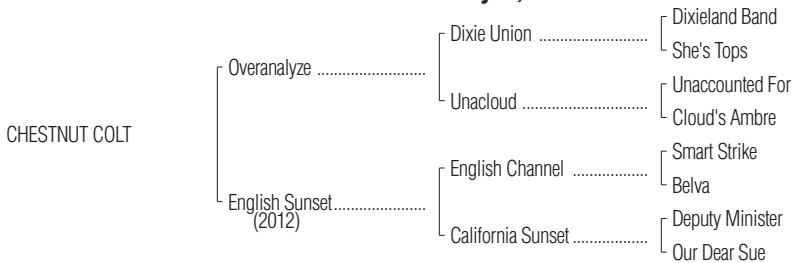 Dixieland Band
Dixie Union ....................
She's Tops
Overanalyze ..........................
Unaccounted For
Unacloud ........................
Cloud's Ambre
CHESTNUT COLT
Smart Strike
English Channel ..................
Belva
English Sunset......................
(2012)
Deputy Minister
California Sunset ..................
Our Dear Sue